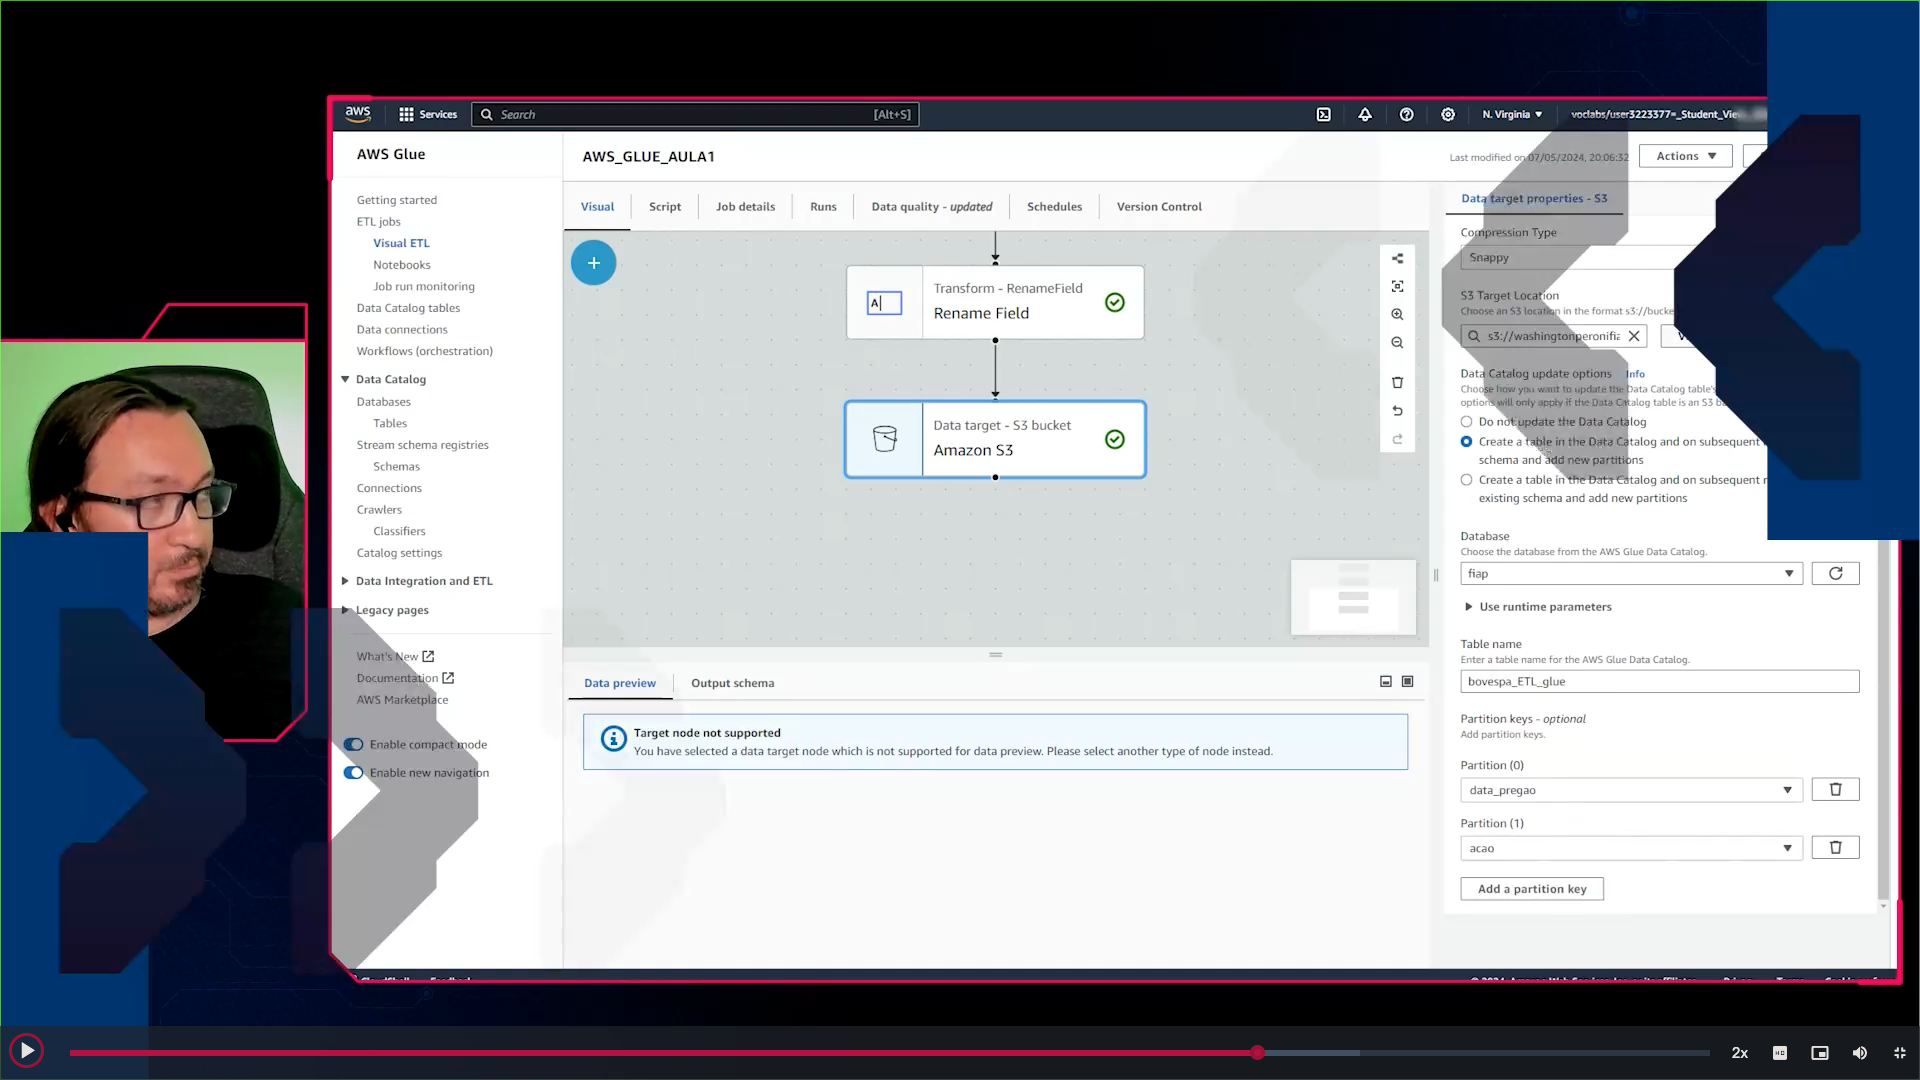 aws
Services
Search
[Alt+S]
N. Virginia
voclabs/user3223377=_Student_Vie
AWS Glue
Getting started
ETL jobs
Visual ETL
Notebooks
Job run monitoring
Data Catalog tables
Data connections
Workflows (orchestration)
Data Catalog
Databases
Tables
Stream schema registries
Schemas
Connections
Crawlers
Classifiers
Catalog settings
Data Integration and ETL
Legacy pages
What's New
Documentation
AWS Marketplace
Enable compact mode
Enable new navigation
AWS_GLUE_AULA1
Last modified on 07/05/2024, 20:06:32
Actions
Visual
Script
Job details
Runs
Data quality - updated
Schedules
Version Control
A
Transform - RenameField
Rename Field
Data target - S3 bucket
Amazon S3
Data preview
Output schema
Target node not supported
You have selected a data target node which is not supported for data preview. Please select another type of node instead.
Data target properties - S3
Compression Type
Snappy
S3 Target Location
Choose an S3 location in the format s3://bucke
s3://washingtonperonifia
Data Catalog update options
Info
Choose how you want to update the Data Catalog table's
options will only apply if the Data Catalog table is an S3
Do not update the Data Catalog
Create a table in the Data Catalog and on subsequent
schema and add new partitions
Create a table in the Data Catalog and on subsequent
existing schema and add new partitions
Database
Choose the database from the AWS Glue Data Catalog.
fiap
Use runtime parameters
Table name
Enter a table name for the AWS Glue Data Catalog.
bovespa_ETL_glue
Partition keys - optional
Add partition keys.
Partition (0)
data_pregao
Partition (1)
acao
Add a partition key
2x